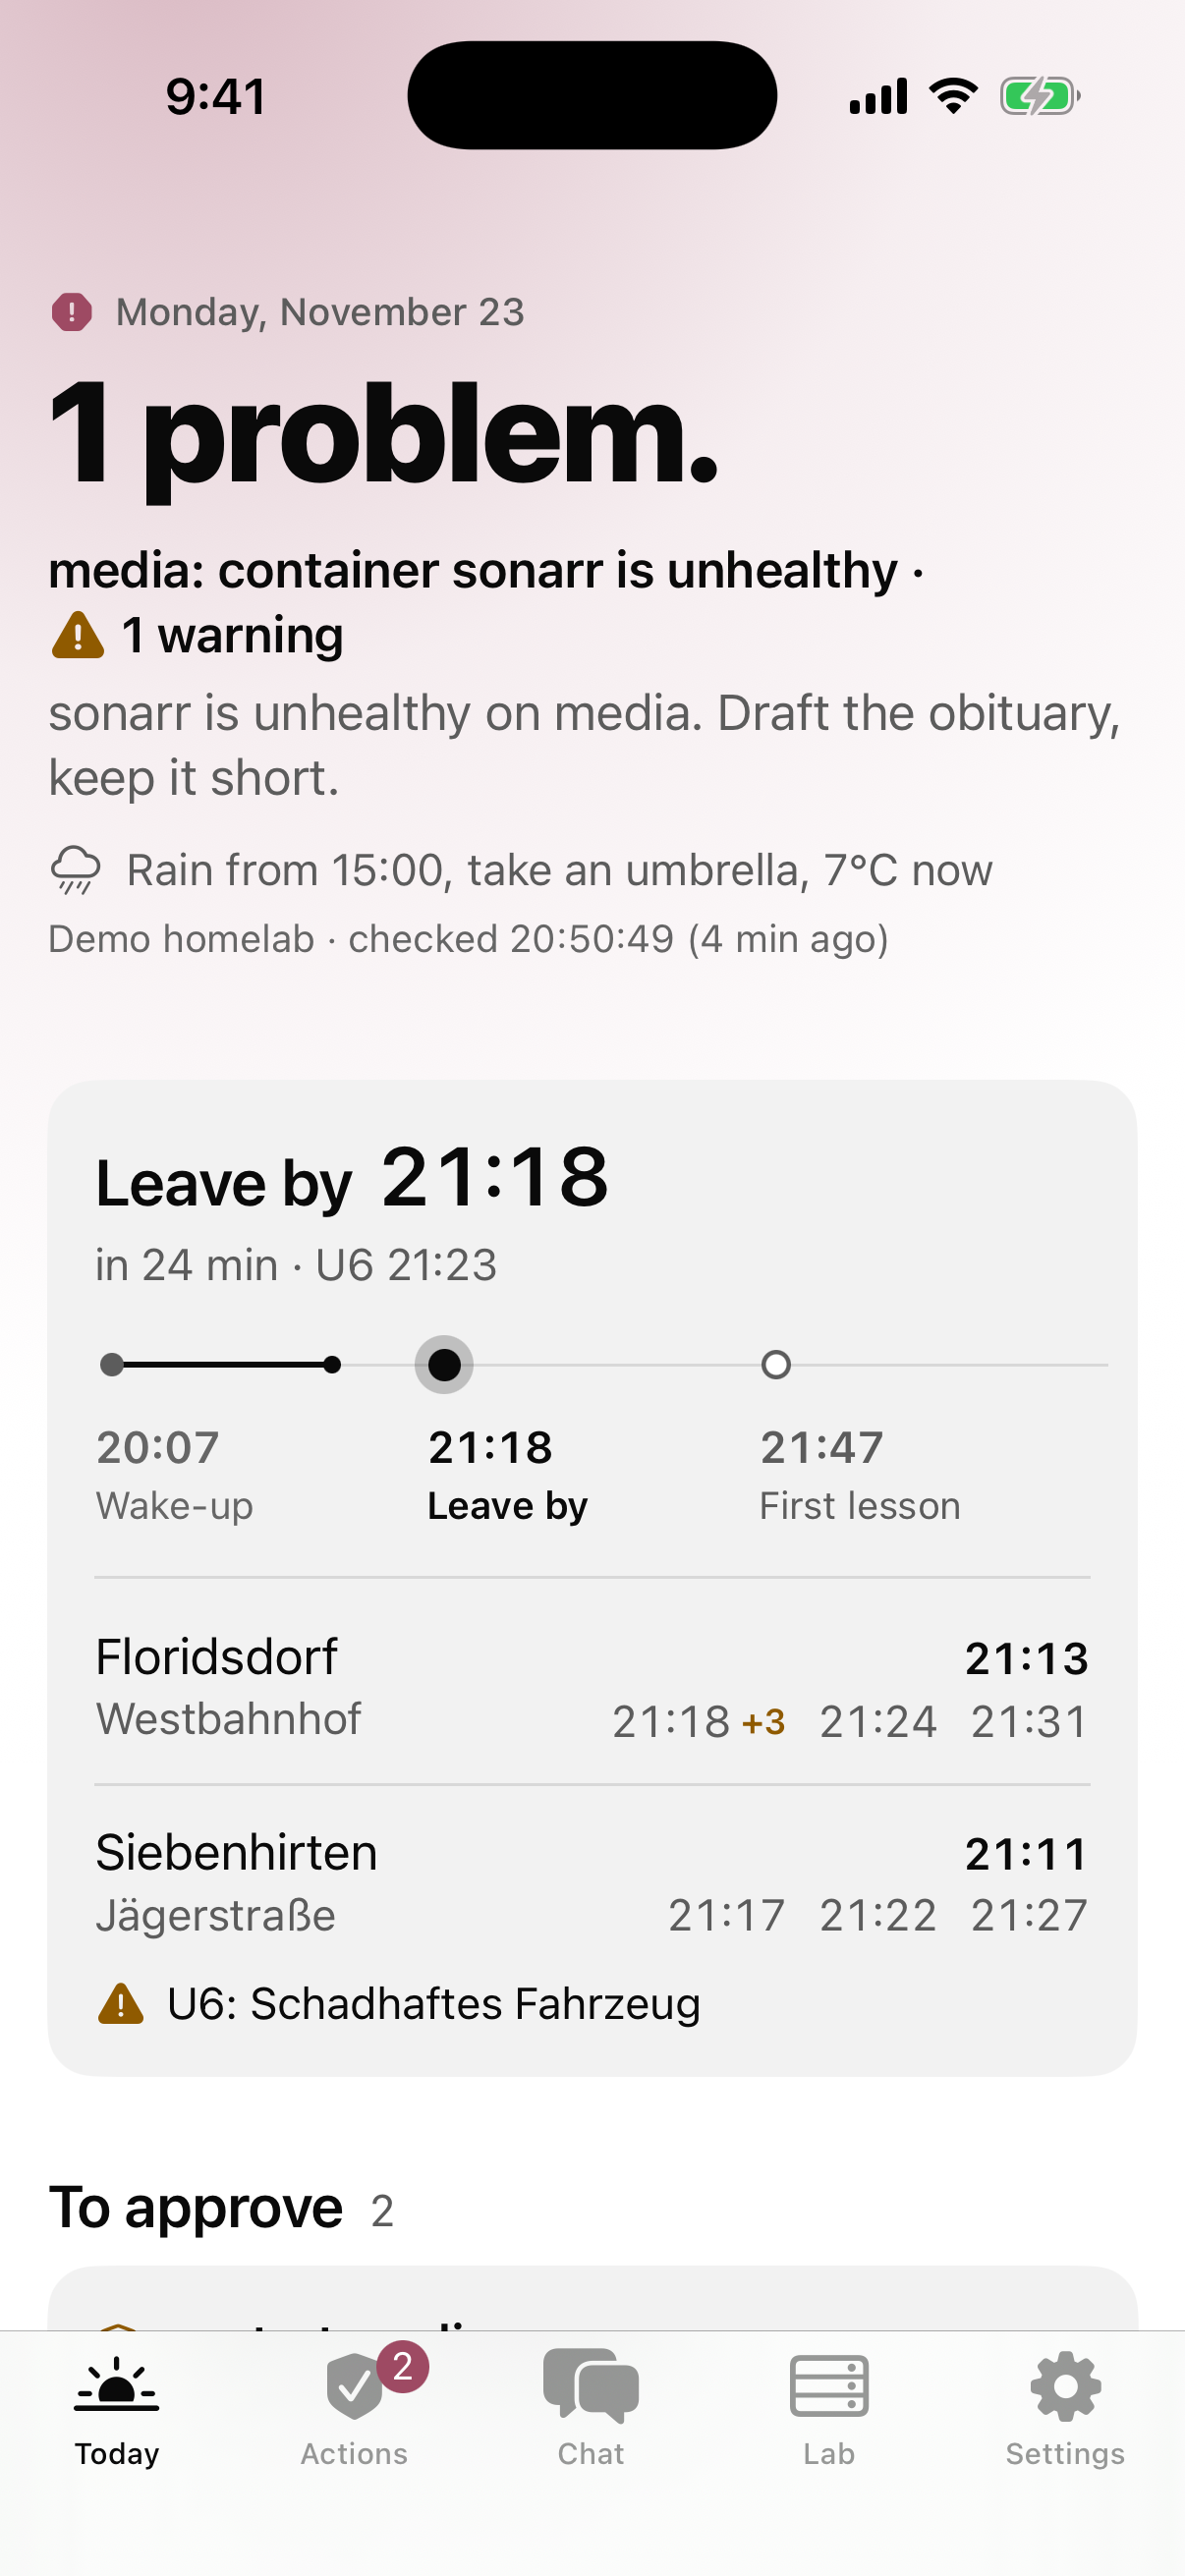 9:41
Monday, November 23
1 problem.
media: container sonarr is unhealthy ·
1 warning
sonarr is unhealthy on media. Draft the obituary,
keep it short.
Rain from 15:00, take an umbrella, 7°C now
Demo homelab · checked 20:50:49 (4 min ago)
Leave by 21:18
in 24 min · U6 21:23
20:07 21:18 21:47
Wake-up Leave by First lesson
Floridsdorf 21:13
Westbahnhof 21:18 +3 21:24 21:31
Siebenhirten 21:11
Jägerstraße 21:17 21:22 21:27
U6: Schadhaftes Fahrzeug
To approve 2
2
Today Actions Chat Lab Settings